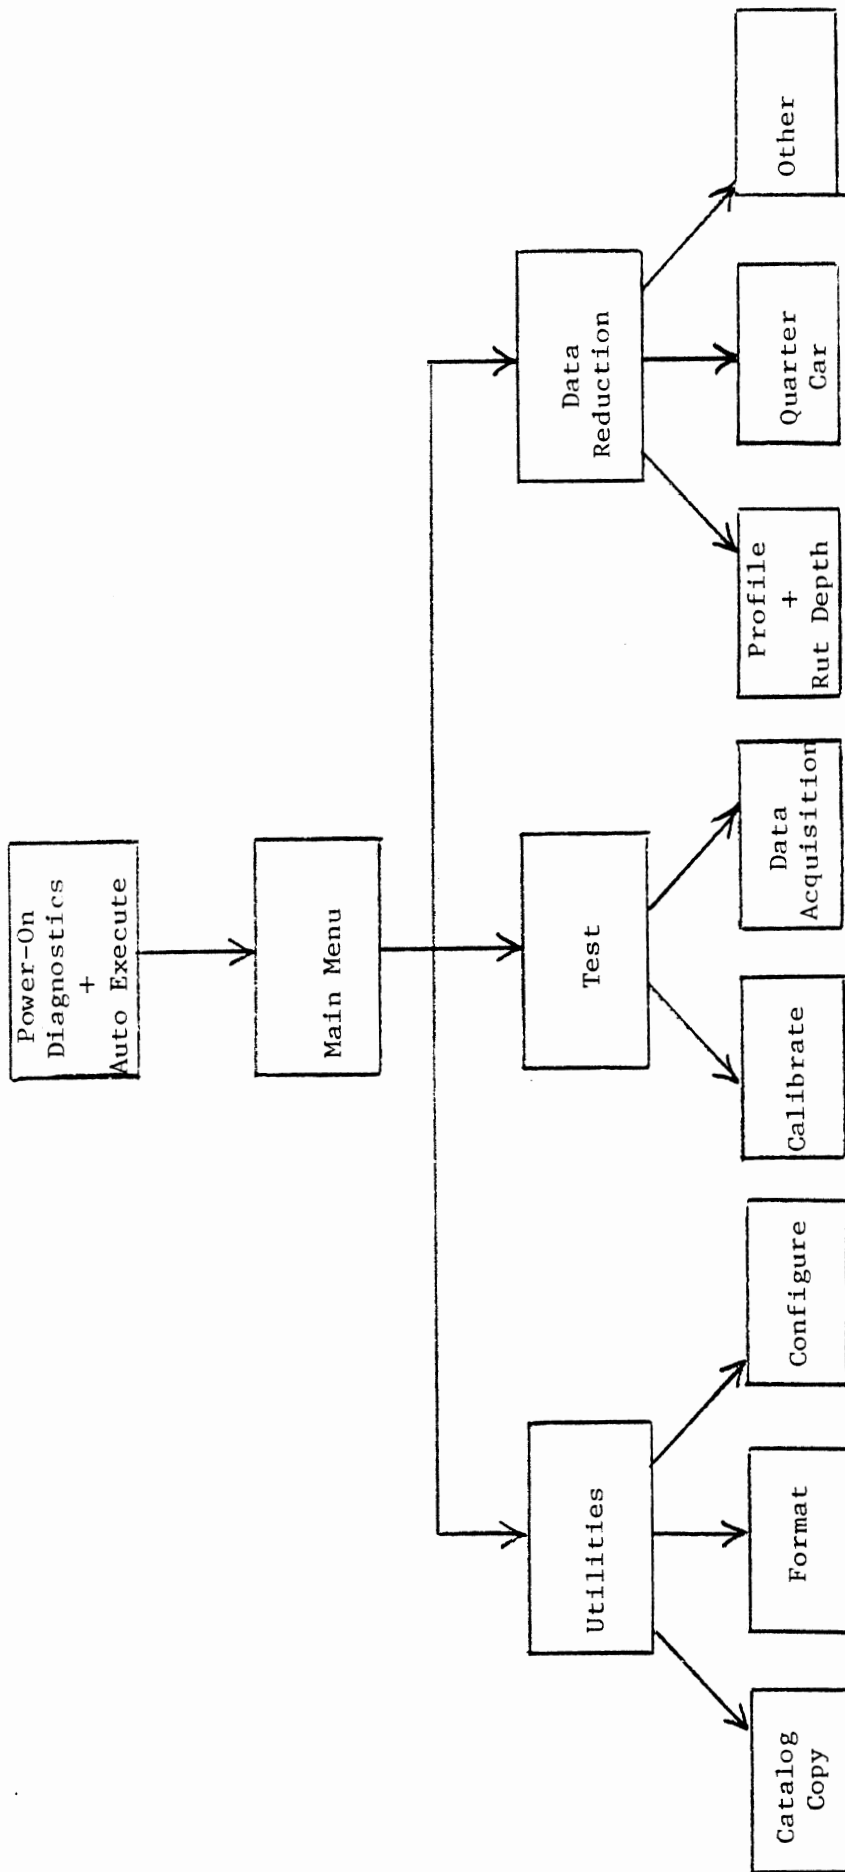 Power-On
Diagnostics
+
Auto Execute
Main Menu
Utilities
Test
Data
Reduction
Catalog
Copy
Format
Configure
Calibrate
Data
Acquisition
Profile
+
Rut Depth
Quarter
Car
Other